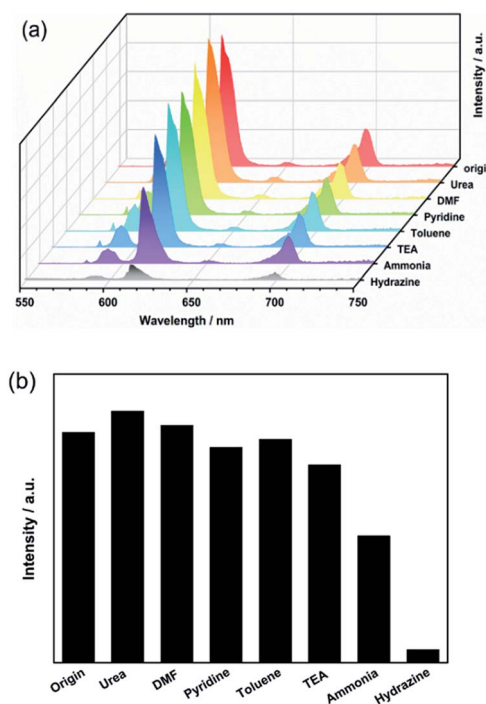 (a)
Intensity / a.u.
origi
Urea
DMF
Pyridine
Toluene
TEA
Ammonia
Hydrazine
550 600 650 700 750
Wavelength / nm
(b)
Intensity / a.u.
Origin Urea DMF Pyridine Toluene TEA Ammonia Hydrazine